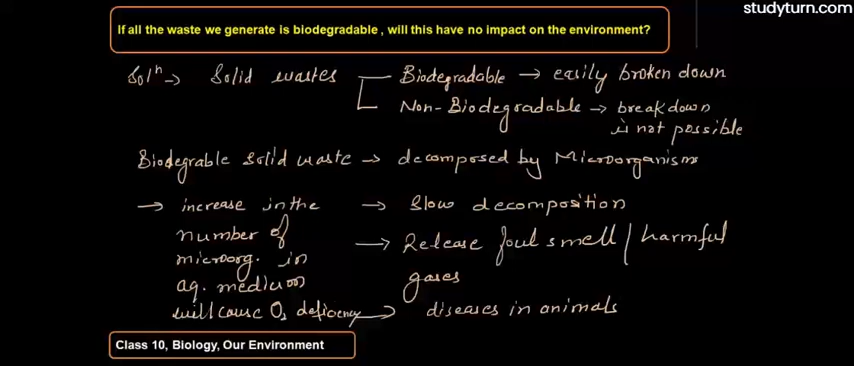 studyturn.com
If all the waste we generate is biodegradable , will this have no impact on the environment?
Solⁿ → Solid wastes
Biodegradable → easily broken down
Non-Biodegradable → breakdown
is not possible
Biodegrable solid waste → decomposed by Microorganisms
→ increase in the
number of
microorg. in
aq. medium
will cause O₂ deficiency
→ Slow decomposition
→ Release foul smell / harmful
gases
→ diseases in animals
Class 10, Biology, Our Environment